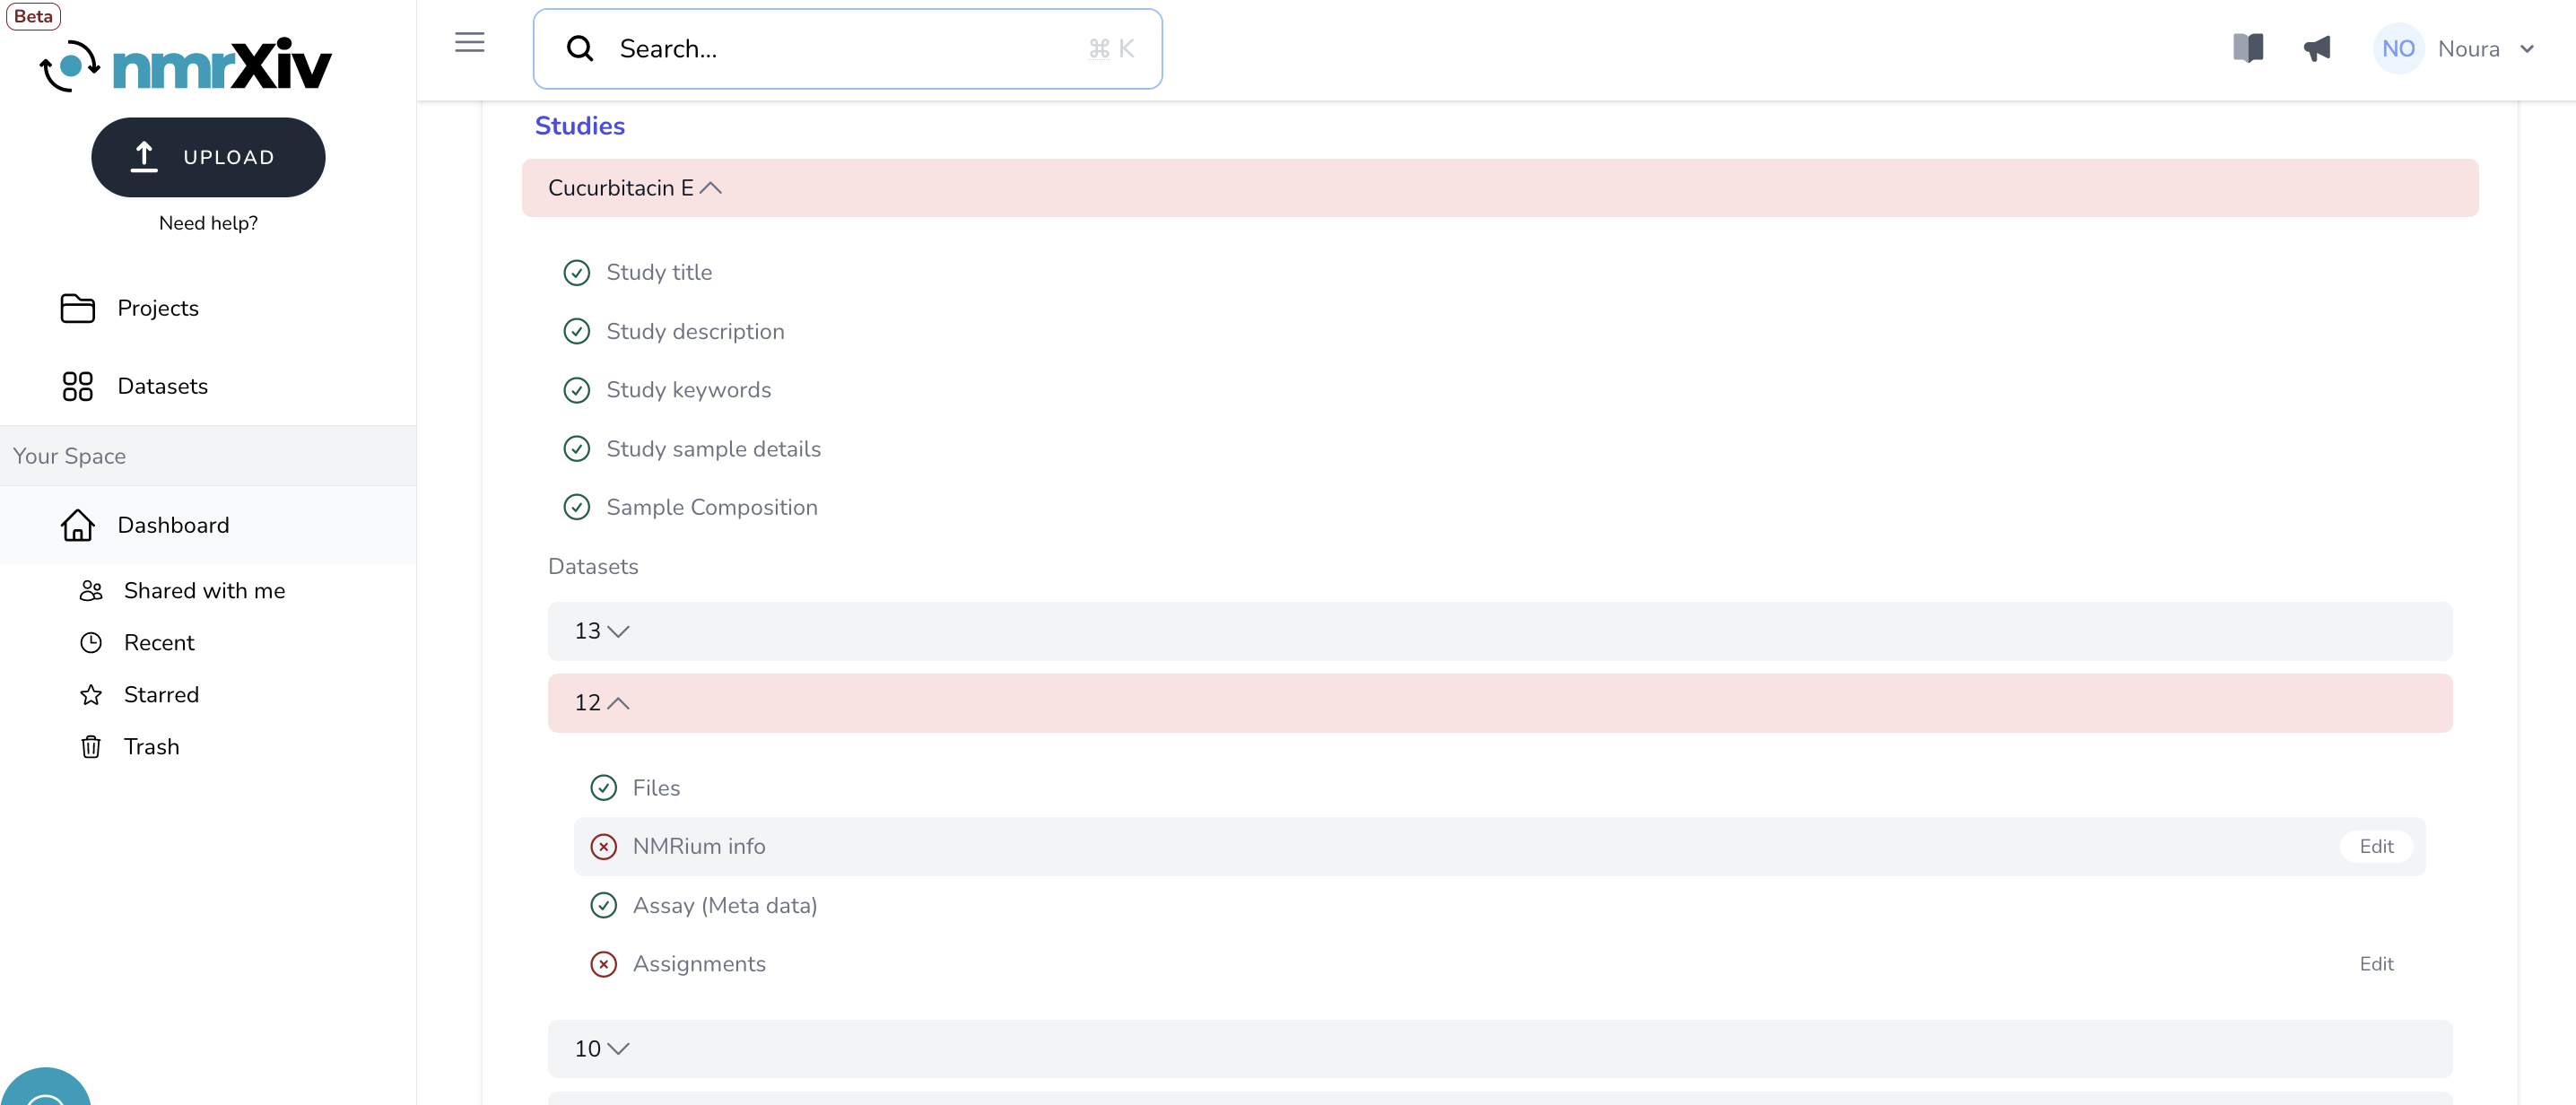 Beta
nmrXiv
UPLOAD
Need help?
Projects
Datasets
Your Space
Dashboard
Shared with me
Recent
Starred
Trash
Search...
⌘ K
NO
Noura
Studies
Cucurbitacin E
Study title
Study description
Study keywords
Study sample details
Sample Composition
Datasets
13
12
Files
NMRium info
Edit
Assay (Meta data)
Assignments
Edit
10